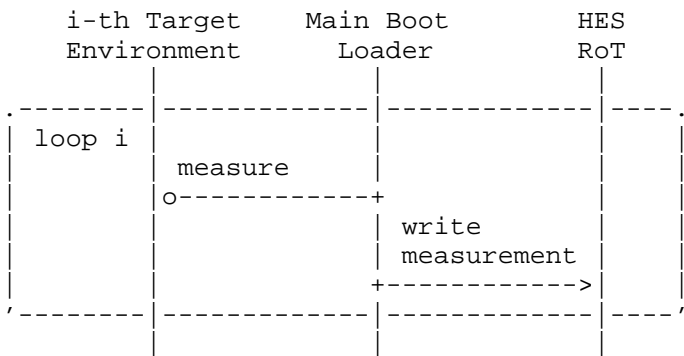 i-th Target Main Boot HES
Environment Loader RoT
loop i
measure
write
measurement